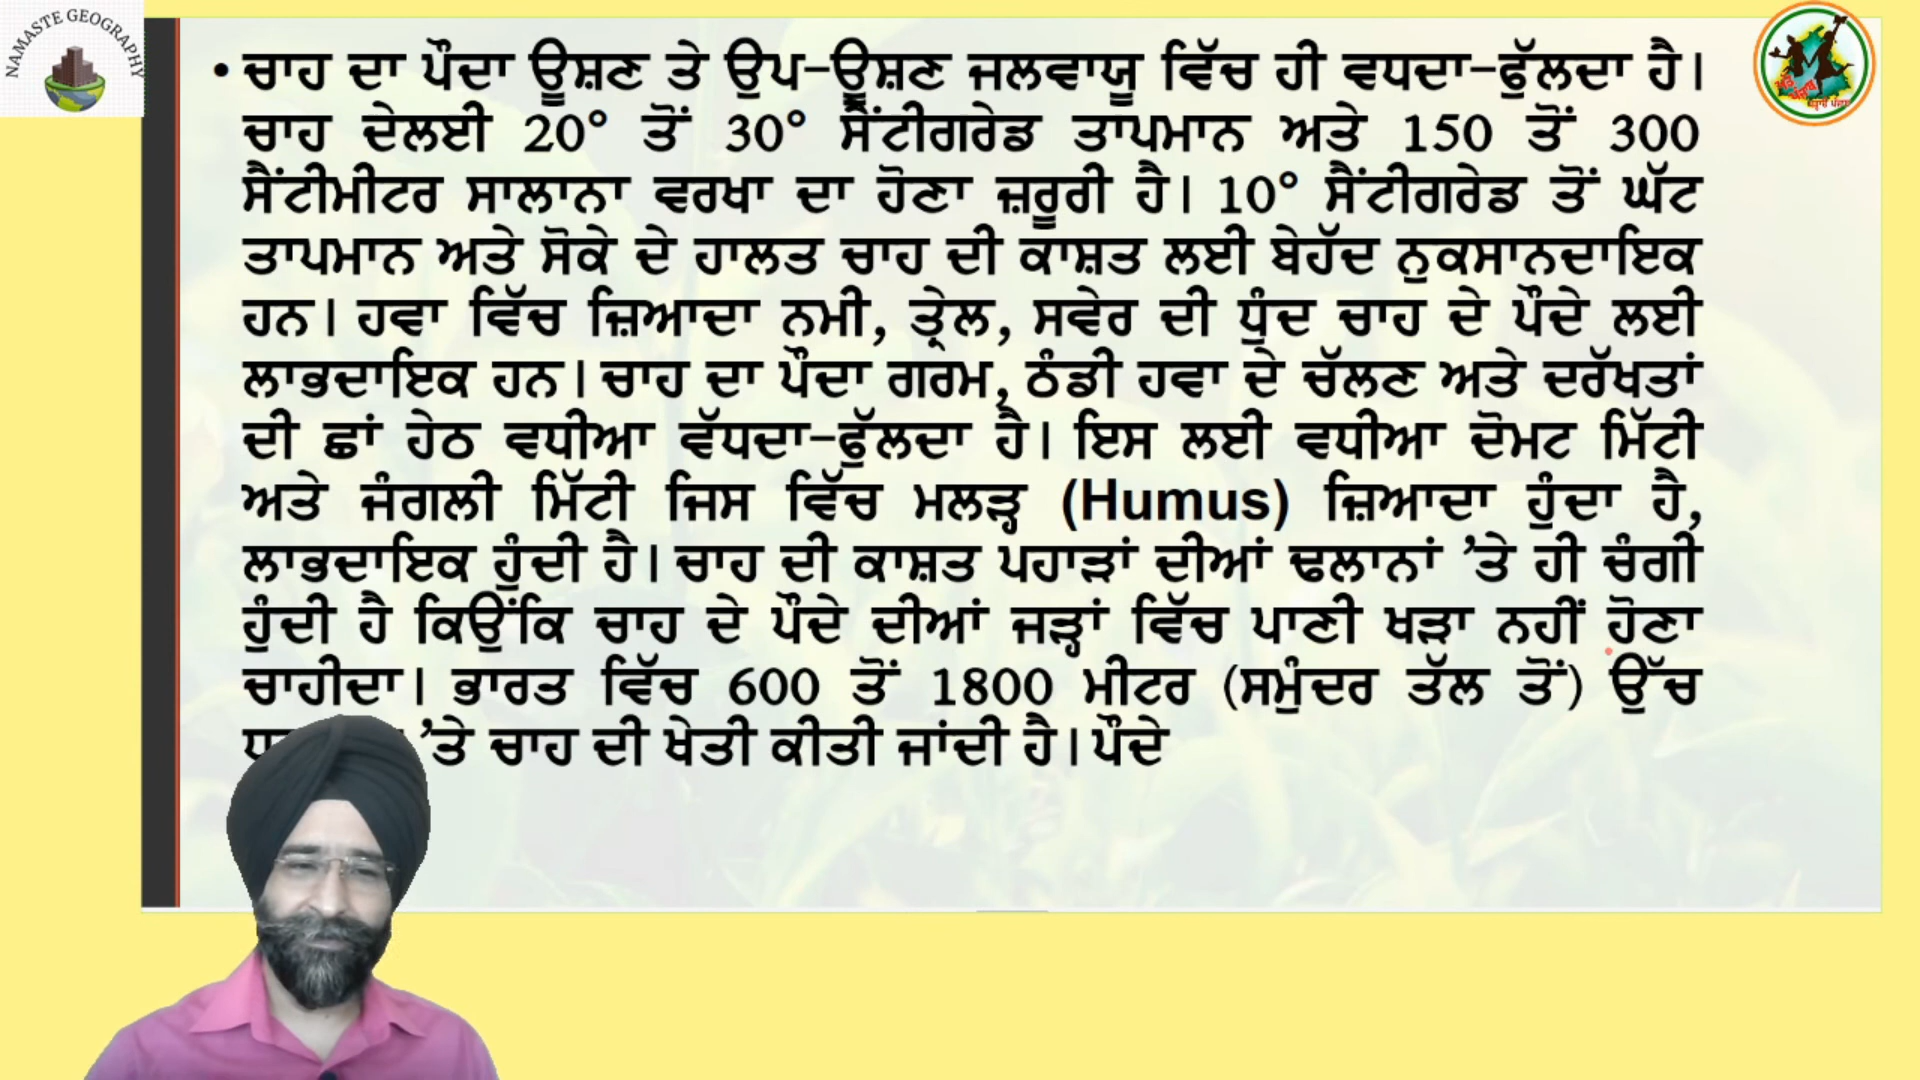 NAMASTE GEOGRAPHY
• ਚਾਹ ਦਾ ਪੌਦਾ ਊਸ਼ਣ ਤੇ ਉਪ-ਊਸ਼ਣ ਜਲਵਾਯੂ ਵਿੱਚ ਹੀ ਵਧਦਾ-ਫੁੱਲਦਾ ਹੈ।
ਚਾਹ ਦੇਲਈ 20° ਤੋਂ 30° ਸੈਂਟੀਗਰੇਡ ਤਾਪਮਾਨ ਅਤੇ 150 ਤੋਂ 300
ਸੈਂਟੀਮੀਟਰ ਸਾਲਾਨਾ ਵਰਖਾ ਦਾ ਹੋਣਾ ਜ਼ਰੂਰੀ ਹੈ। 10° ਸੈਂਟੀਗਰੇਡ ਤੋਂ ਘੱਟ
ਤਾਪਮਾਨ ਅਤੇ ਸੋਕੇ ਦੇ ਹਾਲਤ ਚਾਹ ਦੀ ਕਾਸ਼ਤ ਲਈ ਬੇਹੱਦ ਨੁਕਸਾਨਦਾਇਕ
ਹਨ। ਹਵਾ ਵਿੱਚ ਜ਼ਿਆਦਾ ਨਮੀ, ਤ੍ਰੇਲ, ਸਵੇਰ ਦੀ ਧੁੰਦ ਚਾਹ ਦੇ ਪੌਦੇ ਲਈ
ਲਾਭਦਾਇਕ ਹਨ। ਚਾਹ ਦਾ ਪੌਦਾ ਗਰਮ, ਠੰਡੀ ਹਵਾ ਦੇ ਚੱਲਣ ਅਤੇ ਦਰੱਖਤਾਂ
ਦੀ ਛਾਂ ਹੇਠ ਵਧੀਆ ਵੱਧਦਾ-ਫੁੱਲਦਾ ਹੈ। ਇਸ ਲਈ ਵਧੀਆ ਦੋਮਟ ਮਿੱਟੀ
ਅਤੇ ਜੰਗਲੀ ਮਿੱਟੀ ਜਿਸ ਵਿੱਚ ਮਲੜ੍ਹ (Humus) ਜ਼ਿਆਦਾ ਹੁੰਦਾ ਹੈ,
ਲਾਭਦਾਇਕ ਹੁੰਦੀ ਹੈ। ਚਾਹ ਦੀ ਕਾਸ਼ਤ ਪਹਾੜਾਂ ਦੀਆਂ ਢਲਾਨਾਂ ’ਤੇ ਹੀ ਚੰਗੀ
ਹੁੰਦੀ ਹੈ ਕਿਉਂਕਿ ਚਾਹ ਦੇ ਪੌਦੇ ਦੀਆਂ ਜੜ੍ਹਾਂ ਵਿੱਚ ਪਾਣੀ ਖੜਾ ਨਹੀਂ ਹੋਣਾ
ਚਾਹੀਦਾ। ਭਾਰਤ ਵਿੱਚ 600 ਤੋਂ 1800 ਮੀਟਰ (ਸਮੁੰਦਰ ਤੱਲ ਤੋਂ) ਉੱਚ
’ਤੇ ਚਾਹ ਦੀ ਖੇਤੀ ਕੀਤੀ ਜਾਂਦੀ ਹੈ। ਪੌਦੇ